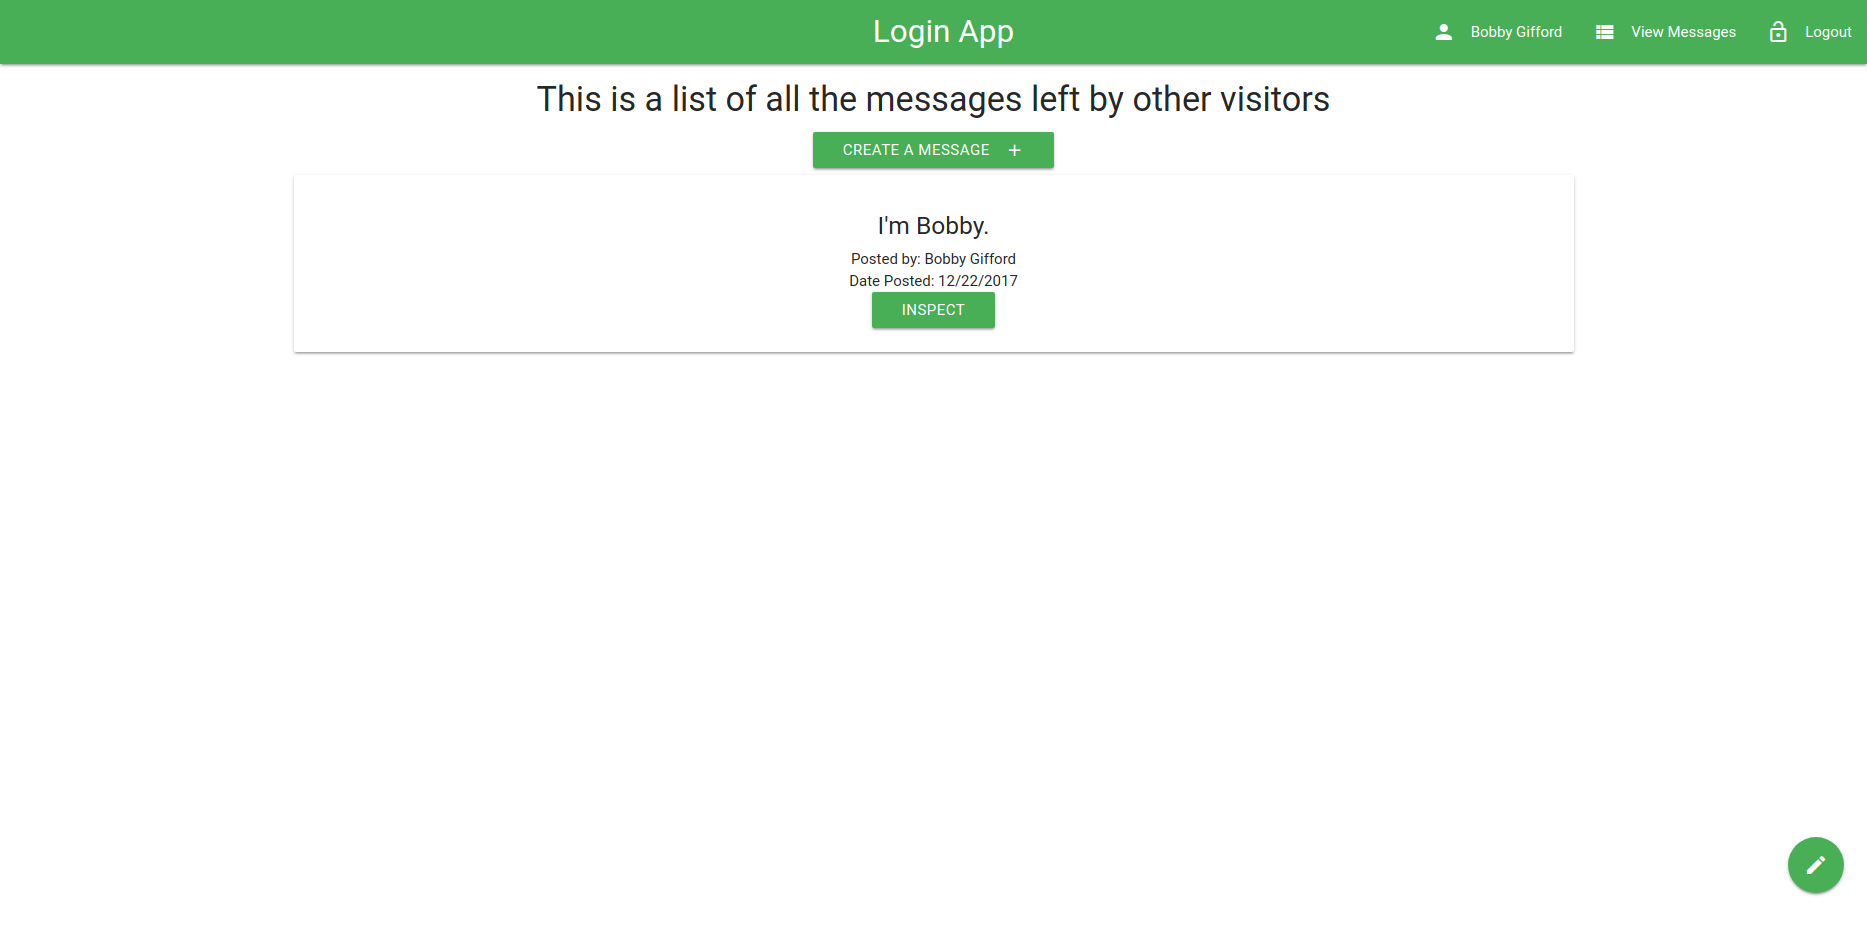 Login App
Bobby Gifford
View Messages
Logout
This is a list of all the messages left by other visitors
CREATE A MESSAGE +
I'm Bobby.
Posted by: Bobby Gifford
Date Posted: 12/22/2017
INSPECT